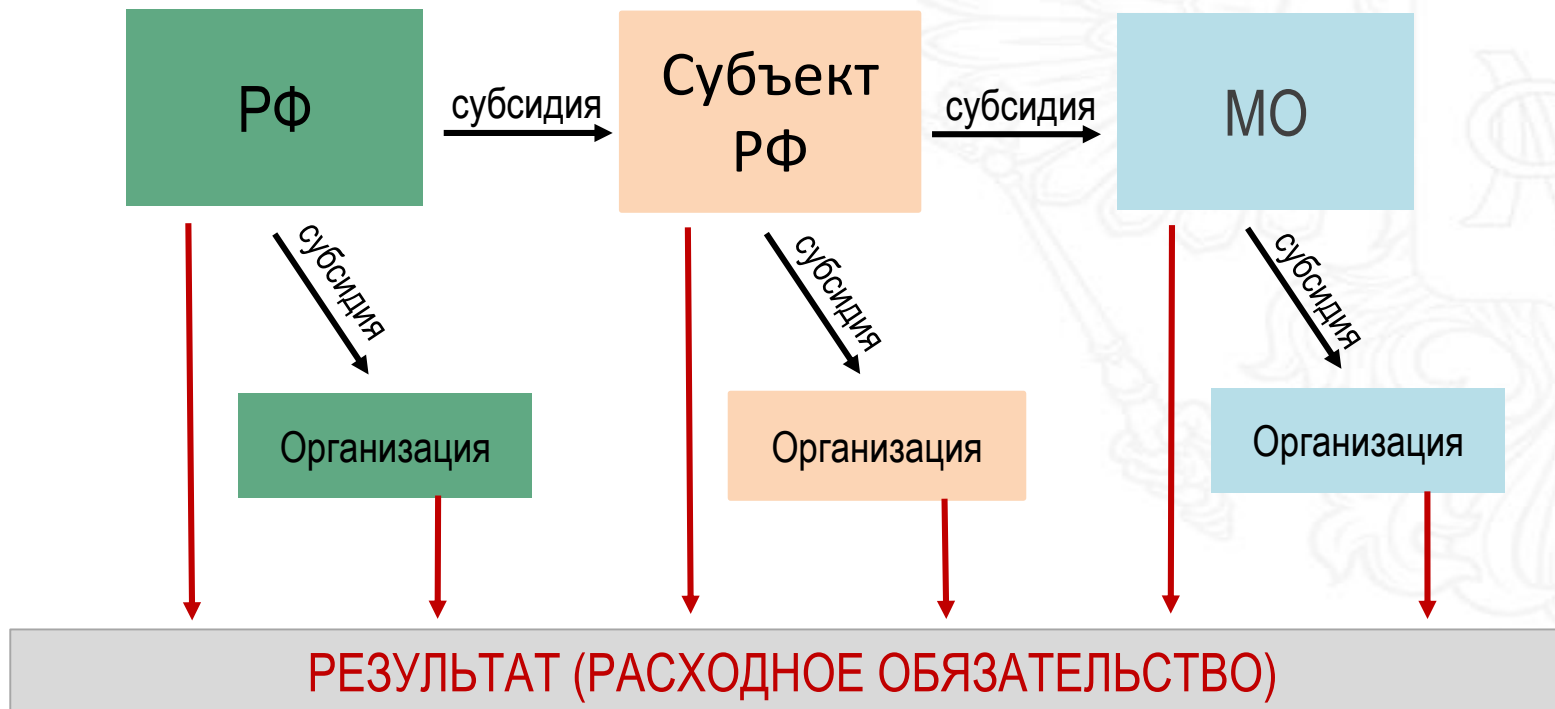 РФ
субсидия
Субъект
РФ
субсидия
МО
субсидия
субсидия
субсидия
Организация
Организация
Организация
РЕЗУЛЬТАТ (РАСХОДНОЕ ОБЯЗАТЕЛЬСТВО)